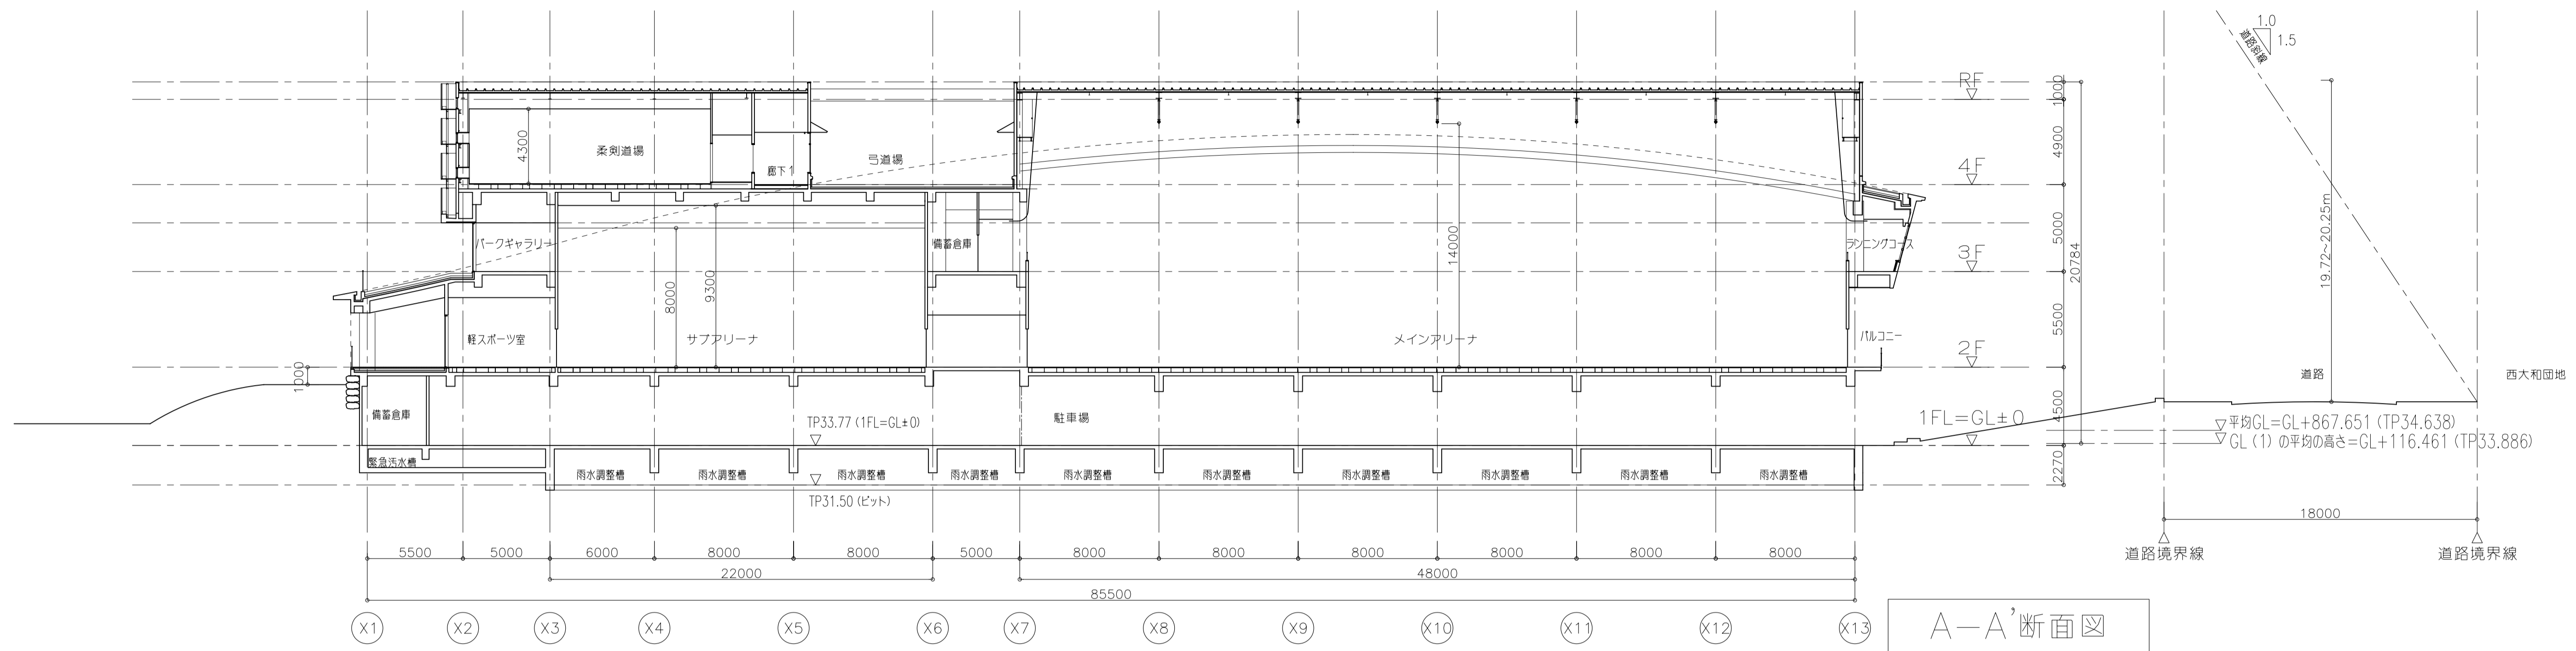 1.0
1.5
道路斜線
RF
1000
4900
4F
5000
3F
5500
2F
4500
1FL=GL±0
2270
20784
19.72~20.25m
4300
柔剣道場
廊下1
弓道場
パークギャラリー
備蓄倉庫
ランニングコース
8000
9300
14000
軽スポーツ室
サブアリーナ
メインアリーナ
バルコニー
1000
備蓄倉庫
TP33.77 (1FL=GL±0)
駐車場
道路
西大和団地
平均GL=GL+867.651 (TP34.638)
GL (1) の平均の高さ=GL+116.461 (TP33.886)
緊急汚水槽
雨水調整槽
雨水調整槽
雨水調整槽
雨水調整槽
雨水調整槽
雨水調整槽
雨水調整槽
雨水調整槽
雨水調整槽
雨水調整槽
TP31.50 (ピット)
18000
道路境界線
道路境界線
5500
5000
6000
8000
8000
5000
8000
8000
8000
8000
8000
8000
22000
48000
85500
X1
X2
X3
X4
X5
X6
X7
X8
X9
X10
X11
X12
X13
A—A'断面図